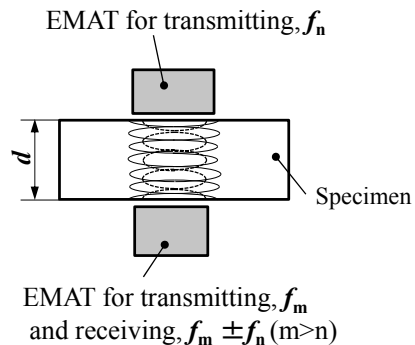 EMAT for transmitting, fn
d
Specimen
EMAT for transmitting, fm
and receiving, fm ±fn (m>n)